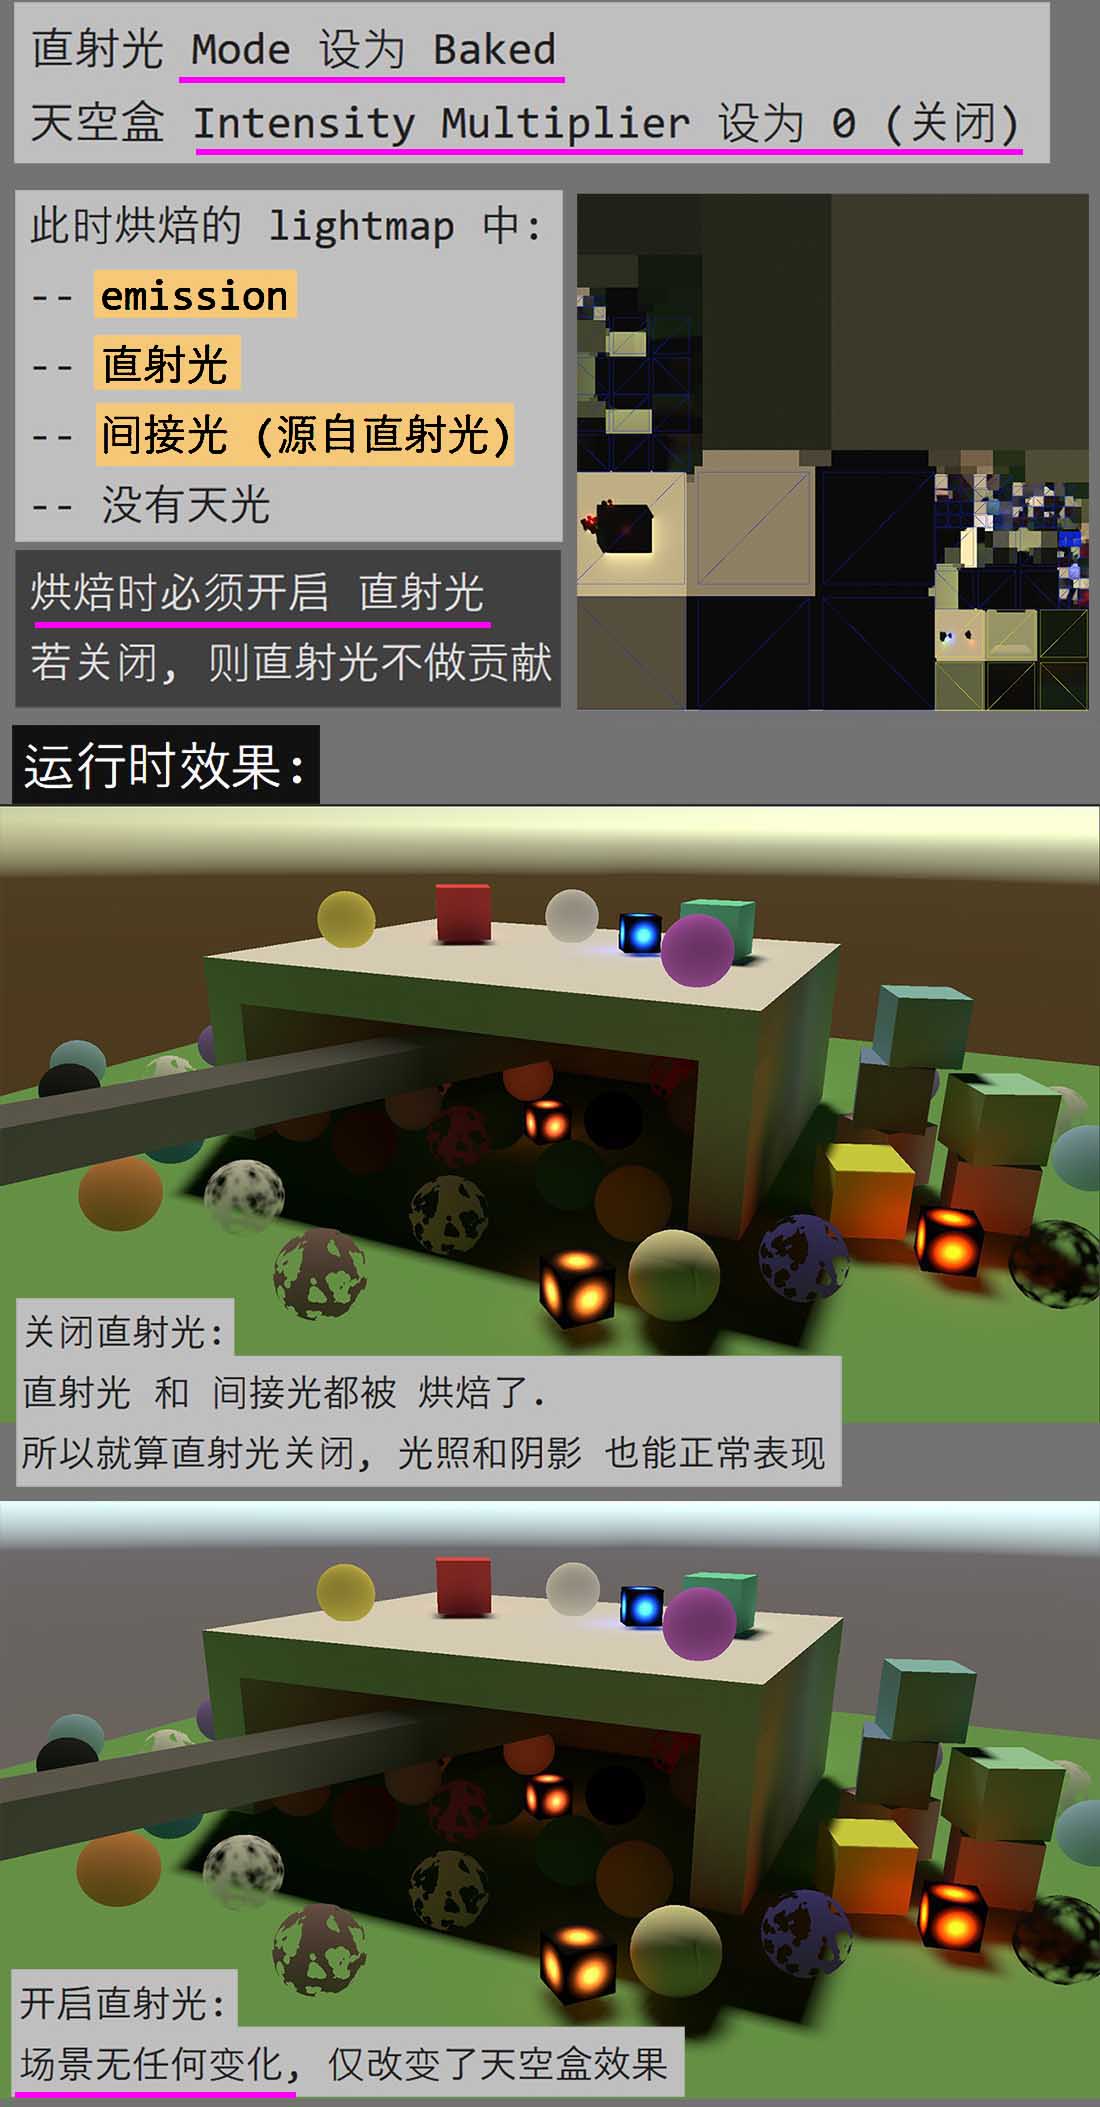 直射光 Mode 设为 Baked
天空盒 Intensity Multiplier 设为 0 (关闭)
此时烘焙的 lightmap 中:
-- emission
-- 直射光
-- 间接光 (源自直射光)
-- 没有天光
烘焙时必须开启 直射光
若关闭, 则直射光不做贡献
运行时效果:
关闭直射光:
直射光 和 间接光都被 烘焙了.
所以就算直射光关闭, 光照和阴影 也能正常表现
开启直射光:
场景无任何变化, 仅改变了天空盒效果